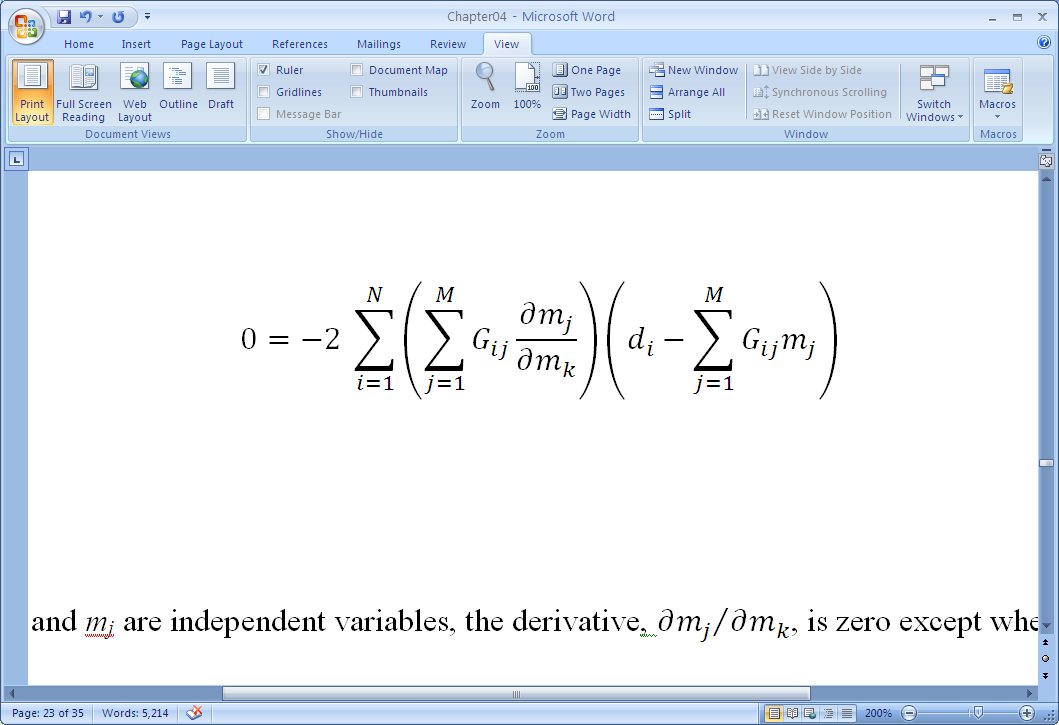 Chapter04 - Microsoft Word
Home Insert Page Layout References Mailings Review View
Print Layout Full Screen Reading Web Layout Outline Draft
Document Views
Ruler Document Map
Gridlines Thumbnails
Message Bar
Show/Hide
Zoom 100% One Page
Two Pages
Page Width
Zoom
New Window View Side by Side
Arrange All Synchronous Scrolling
Split Reset Window Position
Switch Windows
Window
Macros
Macros
0 = −2 ∑_{i=1}^{N} (∑_{j=1}^{M} G_{ij} ∂m_j/∂m_k) (d_i − ∑_{j=1}^{M} G_{ij}m_j)
and m_j are independent variables, the derivative, ∂m_j/∂m_k, is zero except whe
Page: 23 of 35 Words: 5,214 200%